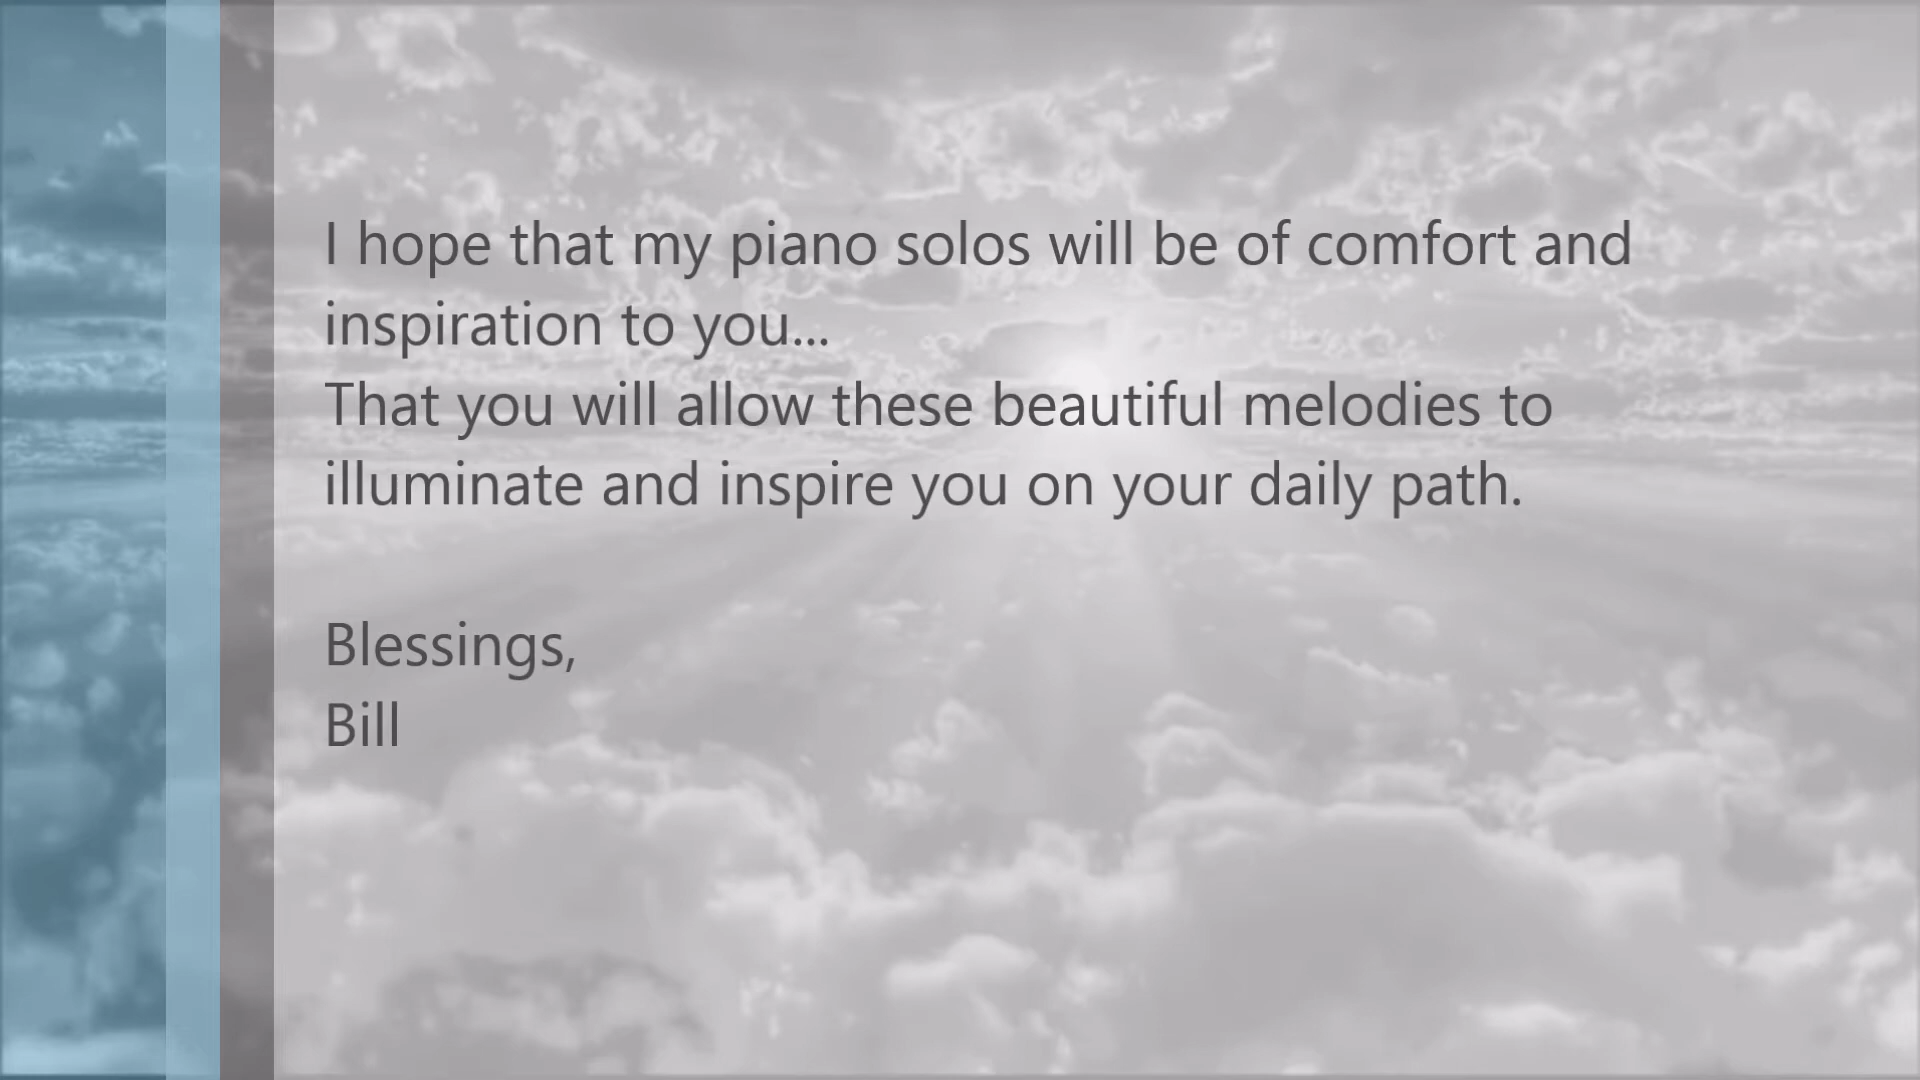 I hope that my piano solos will be of comfort and
inspiration to you...
That you will allow these beautiful melodies to
illuminate and inspire you on your daily path.
Blessings,
Bill